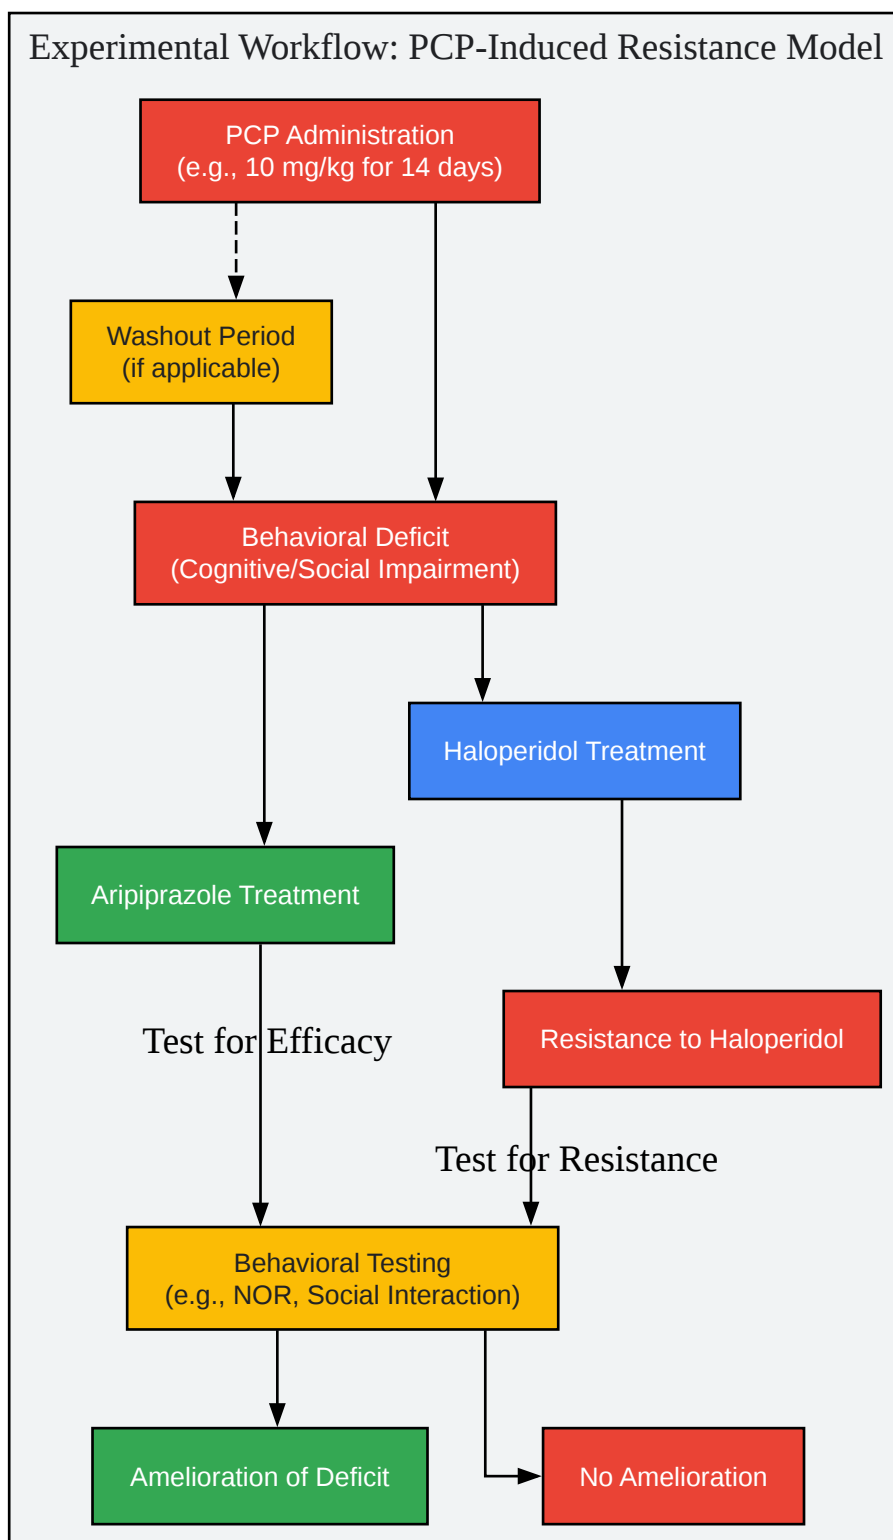 Experimental Workflow: PCP-Induced Resistance Model
PCP Administration
(e.g., 10 mg/kg for 14 days)
Washout Period
(if applicable)
Behavioral Deficit
(Cognitive/Social Impairment)
Haloperidol Treatment
Aripiprazole Treatment
Test for Efficacy
Resistance to Haloperidol
Test for Resistance
Behavioral Testing
(e.g., NOR, Social Interaction)
Amelioration of Deficit
No Amelioration